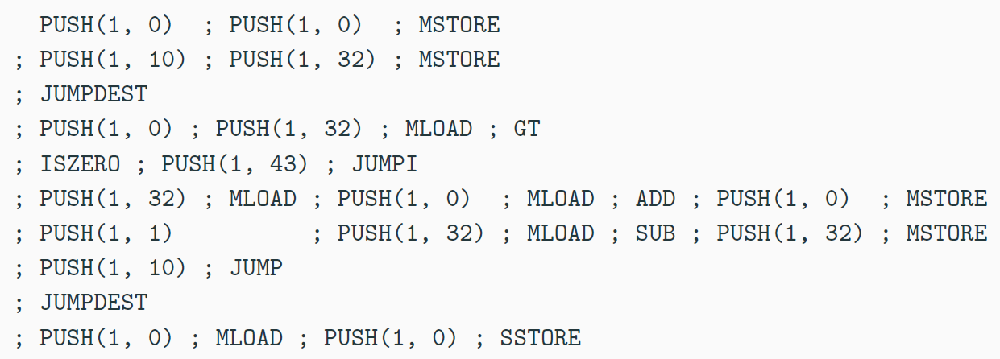 PUSH(1, 0) ; PUSH(1, 0) ; MSTORE
; PUSH(1, 10) ; PUSH(1, 32) ; MSTORE
; JUMPDEST
; PUSH(1, 0) ; PUSH(1, 32) ; MLOAD ; GT
; ISZERO ; PUSH(1, 43) ; JUMPI
; PUSH(1, 32) ; MLOAD ; PUSH(1, 0) ; MLOAD ; ADD ; PUSH(1, 0) ; MSTORE
; PUSH(1, 1) ; PUSH(1, 32) ; MLOAD ; SUB ; PUSH(1, 32) ; MSTORE
; PUSH(1, 10) ; JUMP
; JUMPDEST
; PUSH(1, 0) ; MLOAD ; PUSH(1, 0) ; SSTORE